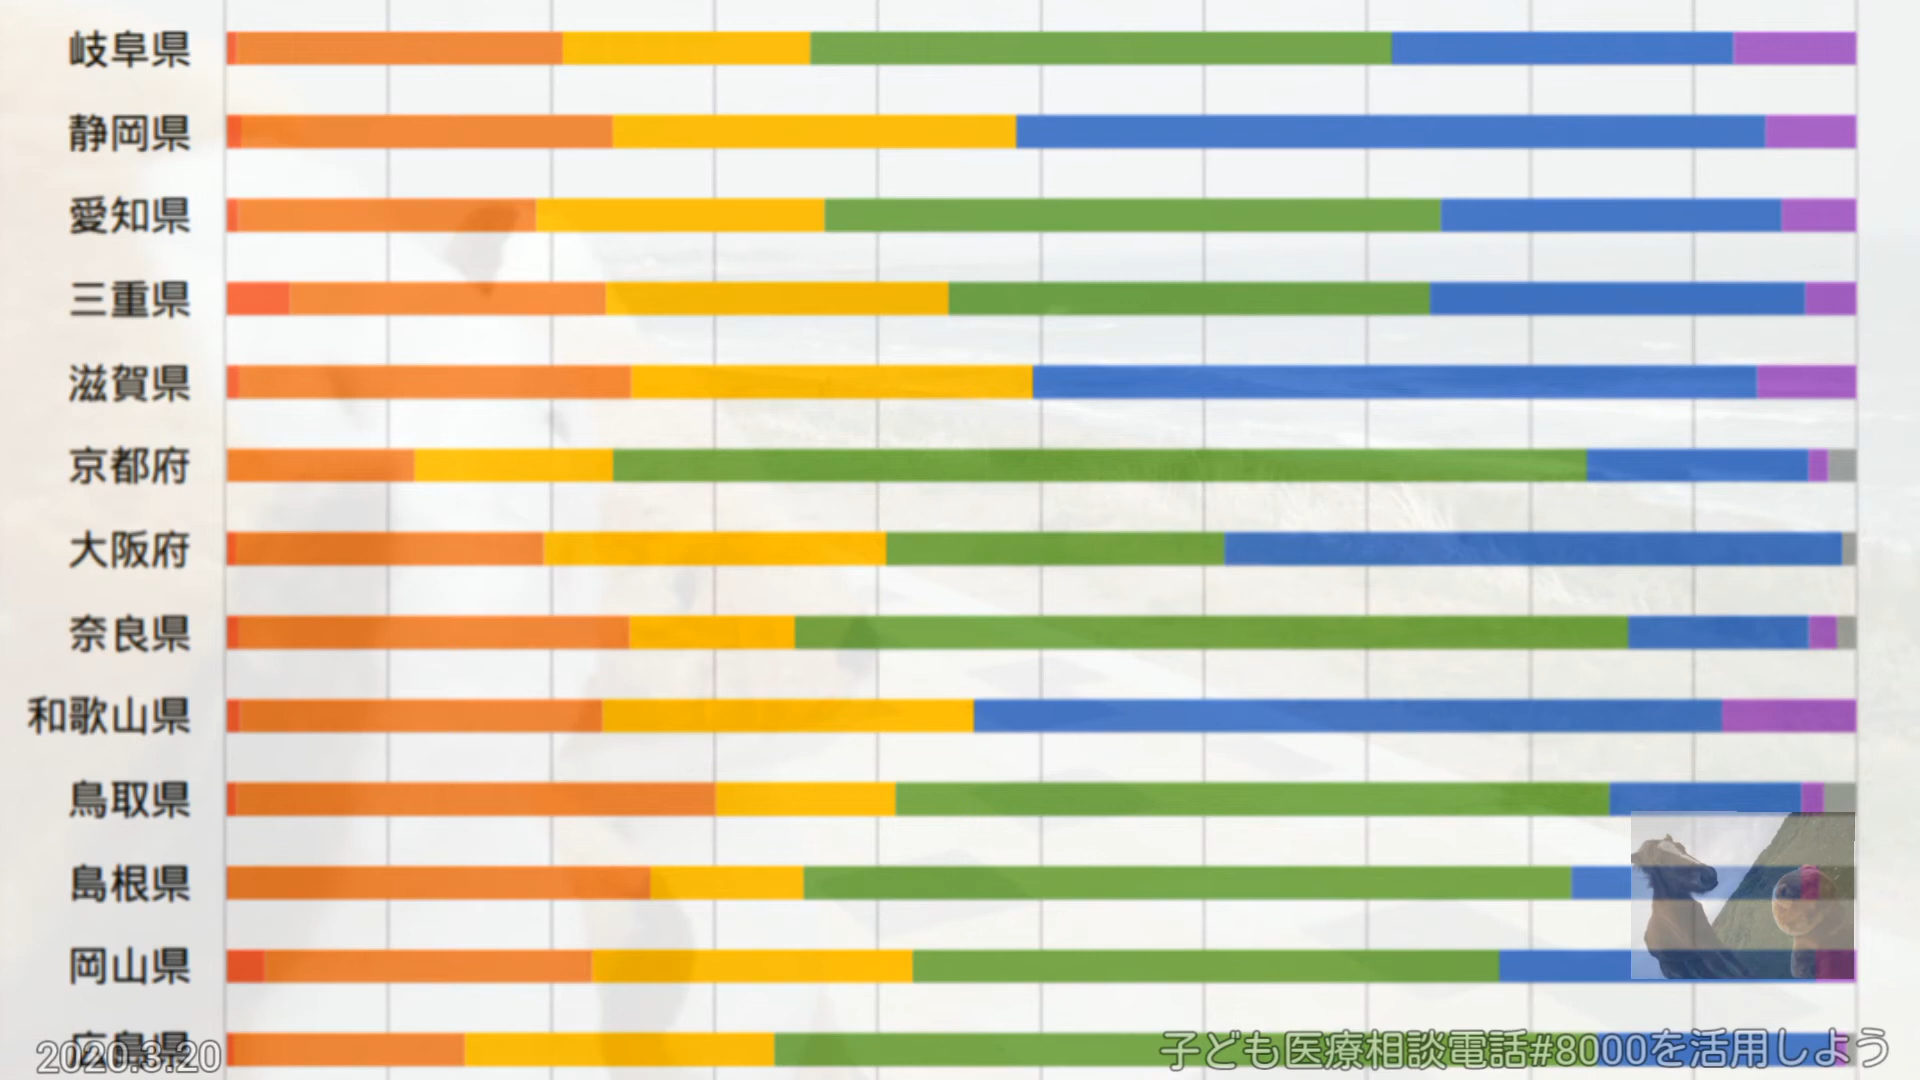 岐阜県
静岡県
愛知県
三重県
滋賀県
京都府
大阪府
奈良県
和歌山県
鳥取県
島根県
岡山県
広島県
2020.3.20
子ども医療相談電話#8000を活用しよう